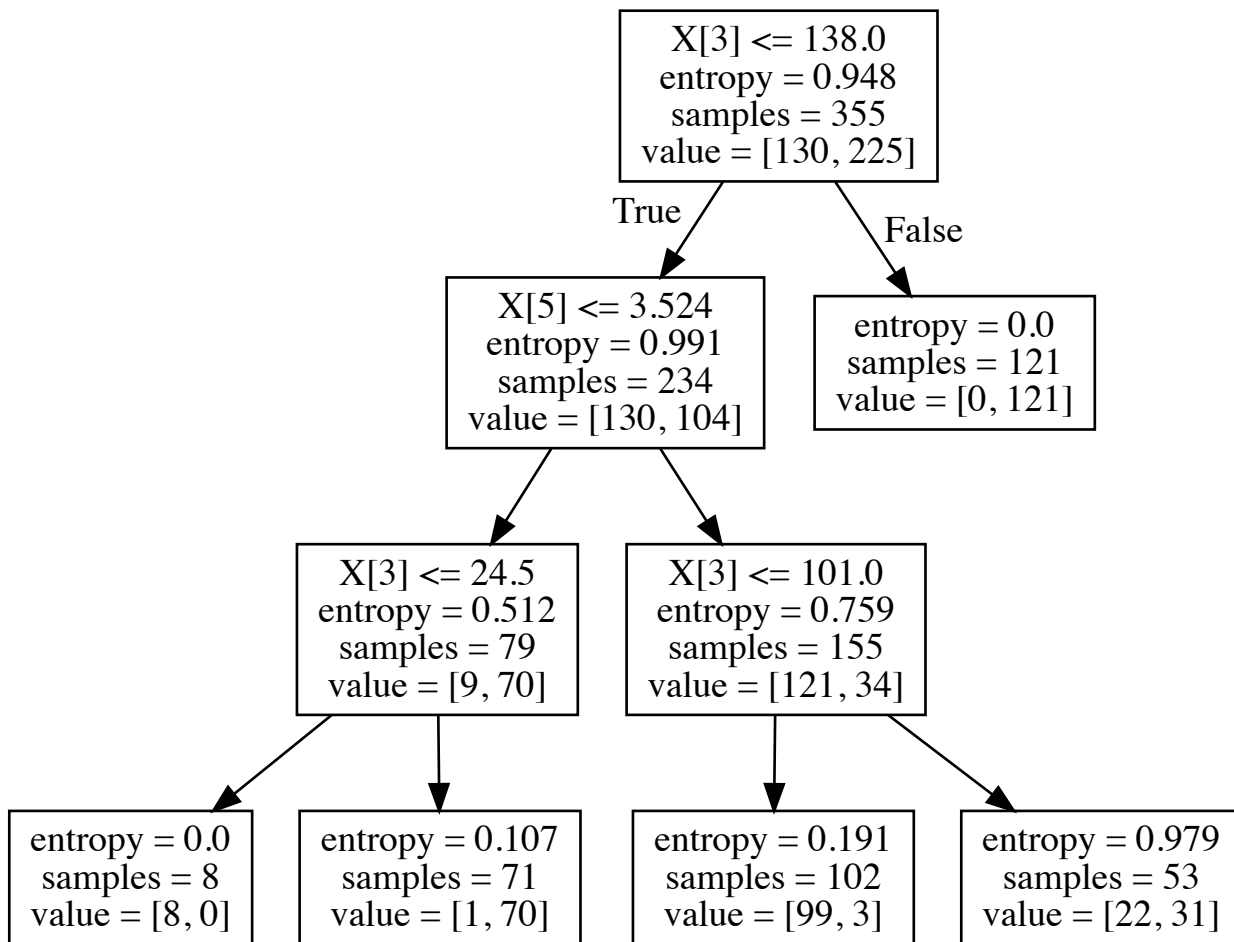 X[3] <= 138.0
entropy = 0.948
samples = 355
value = [130, 225]
True
False
X[5] <= 3.524
entropy = 0.991
samples = 234
value = [130, 104]
entropy = 0.0
samples = 121
value = [0, 121]
X[3] <= 24.5
entropy = 0.512
samples = 79
value = [9, 70]
X[3] <= 101.0
entropy = 0.759
samples = 155
value = [121, 34]
entropy = 0.0
samples = 8
value = [8, 0]
entropy = 0.107
samples = 71
value = [1, 70]
entropy = 0.191
samples = 102
value = [99, 3]
entropy = 0.979
samples = 53
value = [22, 31]